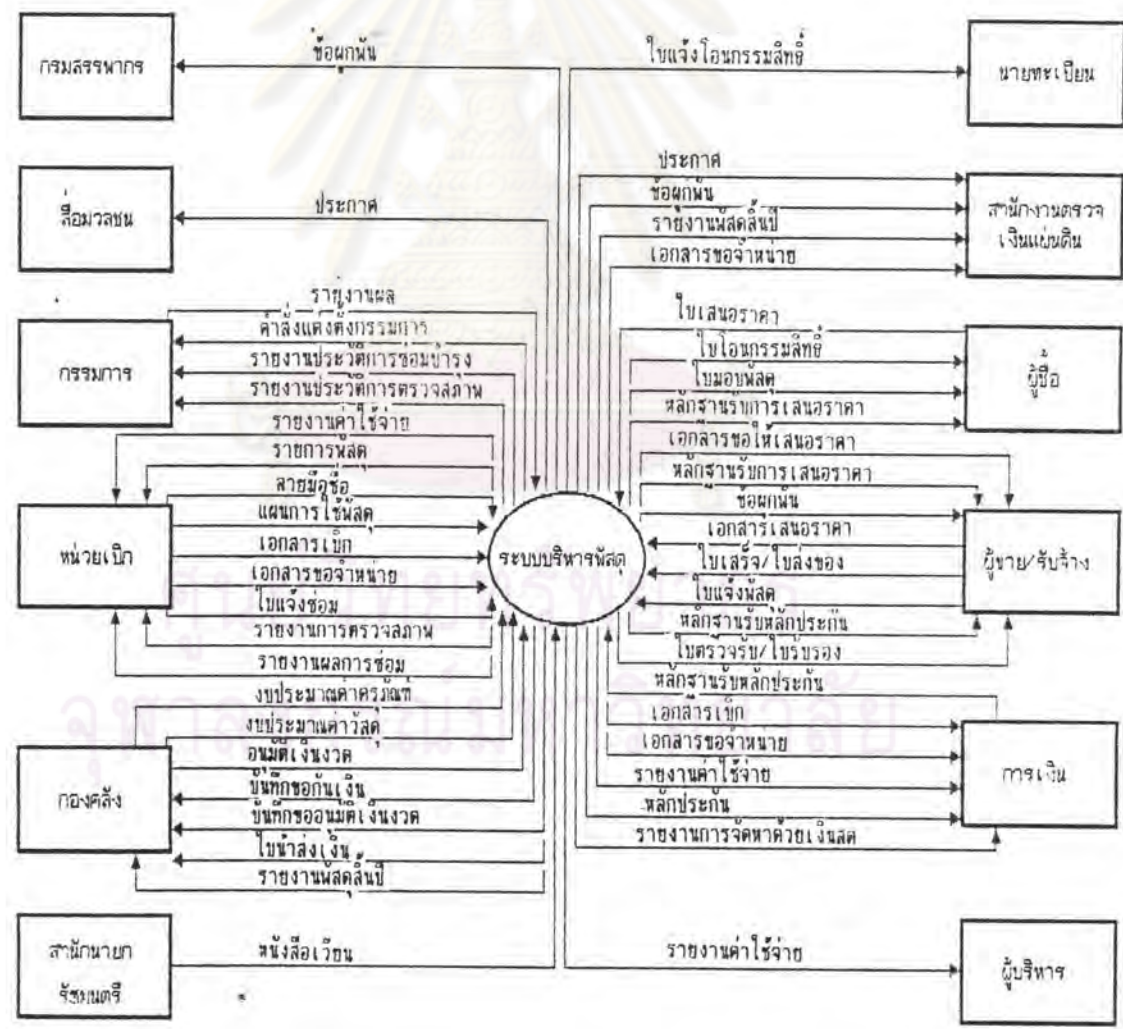 ข้อผูกพัน
ใบแจ้งโอนกรรมสิทธิ์
กรมสรรพากร
นายทะเบียน
ประกาศ
ข้อผูกพัน
รายงานพัสดุสิ้นปี
เอกสารขอจำหน่าย
สื่อมวลชน
ประกาศ
สำนักงานตรวจ
เงินแผ่นดิน
รายงานผล
คำสั่งแต่งตั้งกรรมการ
รายงานประวัติการซ่อมบำรุง
รายงานประวัติการตรวจสภาพ
กรรมการ
ใบเสนอราคา
ใบโอนกรรมสิทธิ์
ใบมอบพัสดุ
หลักฐานรับการเสนอราคา
ผู้ซื้อ
รายงานค่าใช้จ่าย
รายการพัสดุ
ลายมือชื่อ
แผนการใช้พัสดุ
เอกสารเบิก
เอกสารขอจำหน่าย
ใบแจ้งซ่อม
รายงานการตรวจสภาพ
รายงานผลการซ่อม
หน่วยเบิก
ระบบบริหารพัสดุ
เอกสารขอให้เสนอราคา
หลักฐานรับการเสนอราคา
ข้อผูกพัน
เอกสารเสนอราคา
ใบเสร็จ/ใบส่งของ
ใบแจ้งพัสดุ
หลักฐานรับหลักประกัน
ใบตรวจรับ/ใบรับรอง
ผู้ขาย/รับจ้าง
งบประมาณค่าครุภัณฑ์
งบประมาณค่าวัสดุ
อนุมัติเงินงวด
บันทึกขอกันเงิน
บันทึกขออนุมัติเงินงวด
ใบนำส่งเงิน
รายงานพัสดุสิ้นปี
กองคลัง
หลักฐานรับหลักประกัน
เอกสารเบิก
เอกสารขอจำหน่าย
รายงานค่าใช้จ่าย
หลักประกัน
รายงานการจัดหาด้วยเงินสด
การเงิน
สำนักนายก
รัฐมนตรี
หนังสือเวียน
รายงานค่าใช้จ่าย
ผู้บริหาร
ศูนย์วิทยทรัพยากร
จุฬาลงกรณ์มหาวิทยาลัย